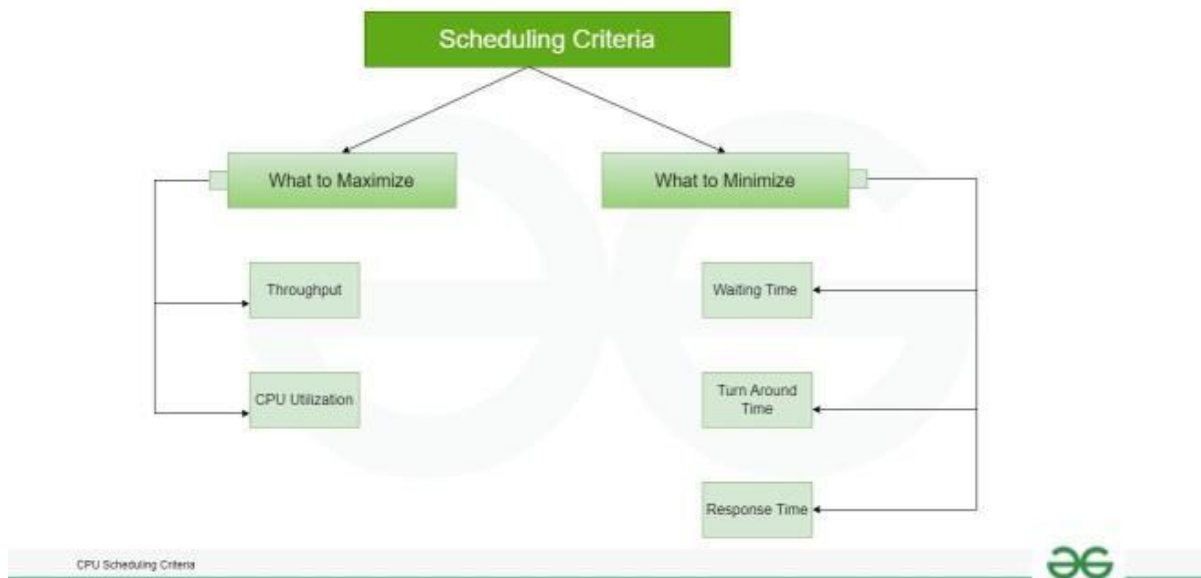 Scheduling Criteria
What to Maximize
What to Minimize
Throughput
Waiting Time
CPU Utilization
Turn Around
Time
Response Time
CPU Scheduling Criteria